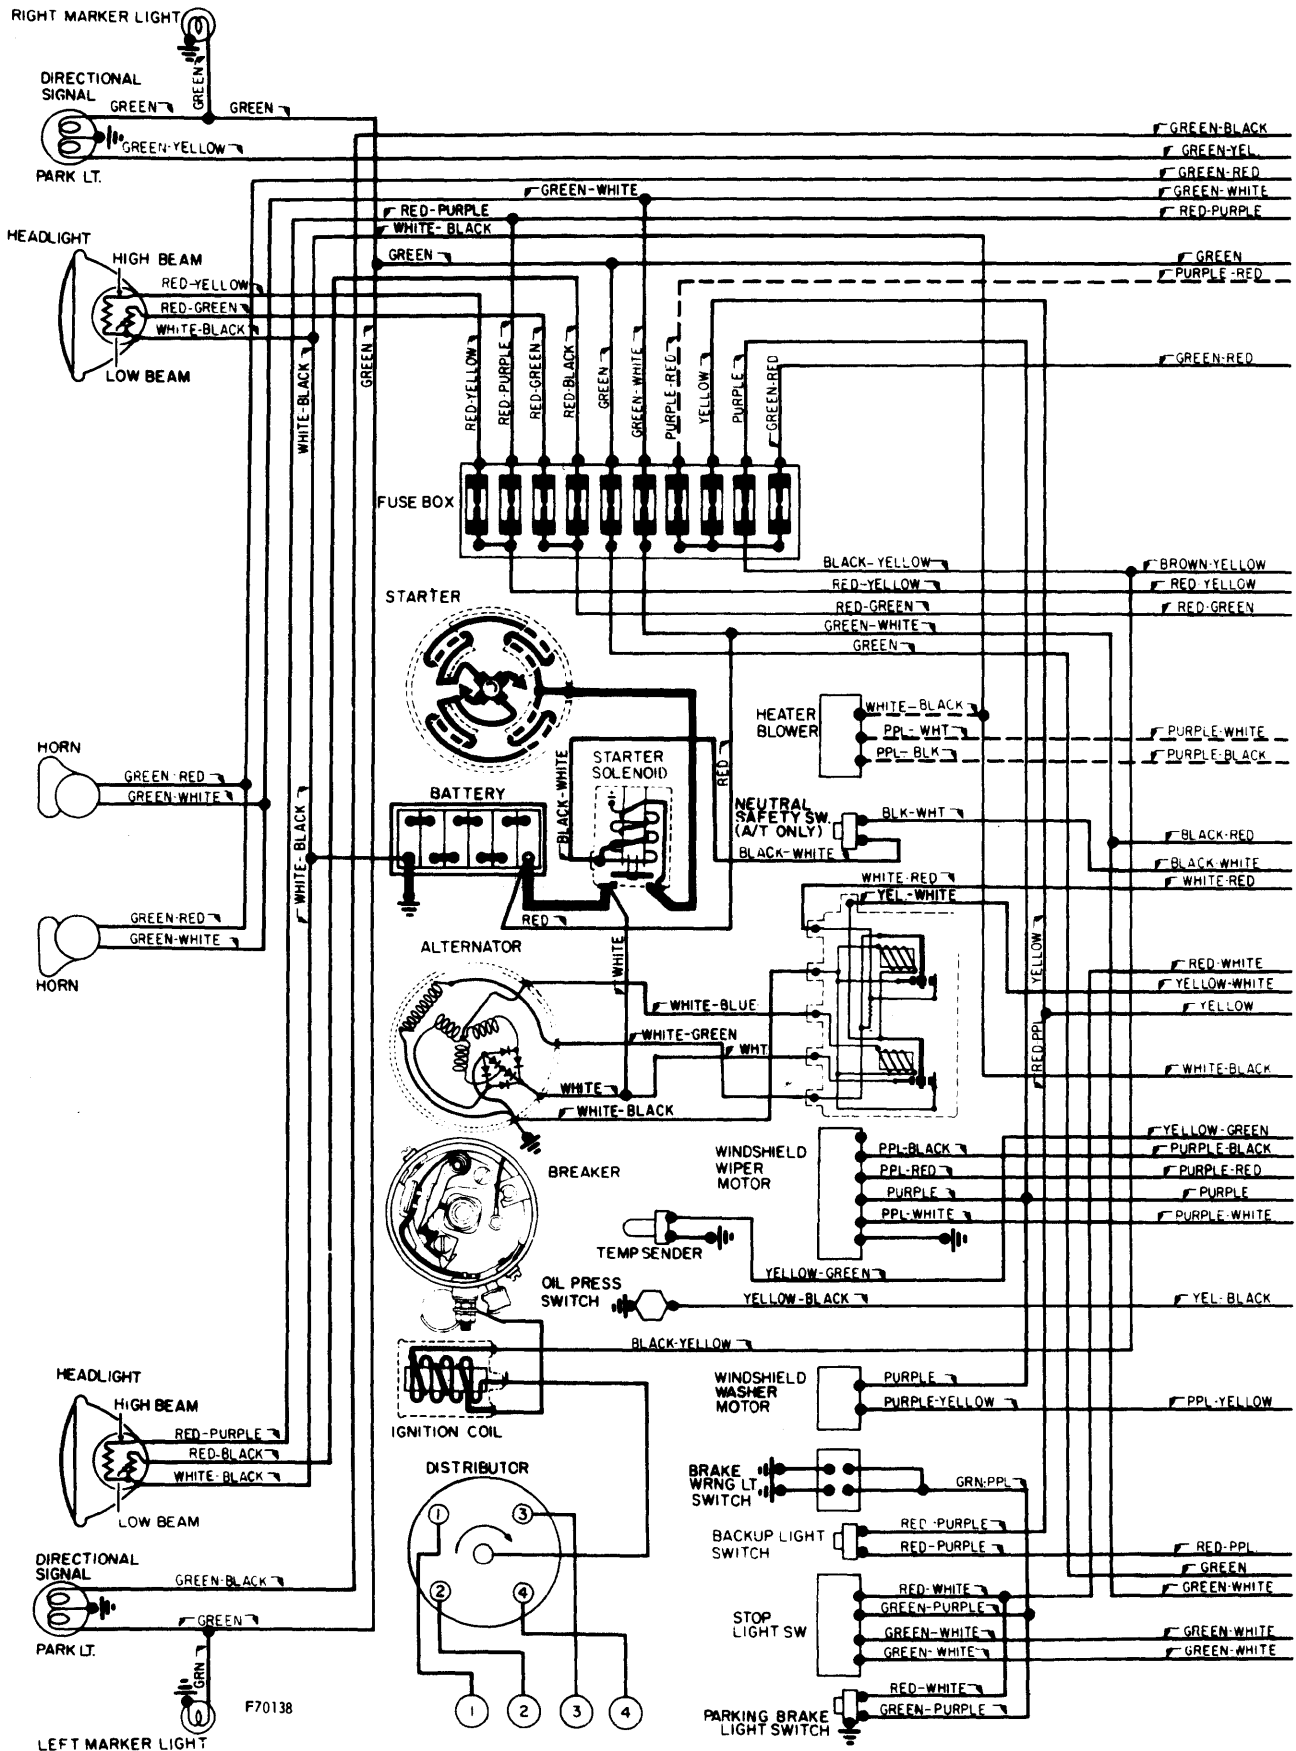 RIGHT MARKER LIGHT
DIRECTIONAL
SIGNAL
GREEN
GREEN
GREEN
GREEN-YELLOW
PARK LT.
GREEN-BLACK
GREEN-YEL.
GREEN-RED
GREEN-WHITE
GREEN-WHITE
RED-PURPLE
RED-PURPLE
WHITE-BLACK
HEADLIGHT
HIGH BEAM
RED-YELLOW
RED-GREEN
WHITE-BLACK
LOW BEAM
GREEN
GREEN
PURPLE-RED
GREEN-RED
WHITE-BLACK
GREEN
RED-YELLOW
RED-PURPLE
RED-GREEN
RED-BLACK
GREEN
GREEN-WHITE
PURPLE-RED
YELLOW
PURPLE
GREEN-RED
FUSE BOX
BLACK-YELLOW
BROWN-YELLOW
RED-YELLOW
RED-YELLOW
RED-GREEN
RED-GREEN
GREEN-WHITE
GREEN
STARTER
HEATER
BLOWER
WHITE-BLACK
PPL-WHT
PPL-BLK
PURPLE-WHITE
PURPLE-BLACK
HORN
GREEN-RED
GREEN-WHITE
BLACK-WHITE
STARTER
SOLENOID
RED
BATTERY
NEUTRAL
SAFETY SW.
(A/T ONLY)
BLK-WHT
BLACK-WHITE
BLACK-RED
BLACK-WHITE
WHITE-RED
WHITE-RED
YEL.-WHITE
WHITE-BLACK
RED
GREEN-RED
GREEN-WHITE
HORN
ALTERNATOR
WHITE
YELLOW
RED-WHITE
YELLOW-WHITE
YELLOW
WHITE-BLUE
WHITE-GREEN
WHT
RED-PPL
WHITE
WHITE-BLACK
WHITE-BLACK
BREAKER
WINDSHIELD
WIPER
MOTOR
PPL-BLACK
PPL-RED
PURPLE
PPL-WHITE
YELLOW-GREEN
PURPLE-BLACK
PURPLE-RED
PURPLE
PURPLE-WHITE
TEMP SENDER
YELLOW-GREEN
OIL PRESS
SWITCH
YELLOW-BLACK
YEL-BLACK
BLACK-YELLOW
IGNITION COIL
WINDSHIELD
WASHER
MOTOR
PURPLE
PURPLE-YELLOW
PPL-YELLOW
HEADLIGHT
HIGH BEAM
RED-PURPLE
RED-BLACK
WHITE-BLACK
LOW BEAM
DISTRIBUTOR
1
3
2
4
BRAKE
WRNG LT.
SWITCH
GRN-PPL
BACKUP LIGHT
SWITCH
RED-PURPLE
RED-PURPLE
RED-PPL.
GREEN
GREEN-WHITE
DIRECTIONAL
SIGNAL
GREEN-BLACK
GREEN
PARK LT.
GRN
STOP
LIGHT SW
RED-WHITE
GREEN-PURPLE
GREEN-WHITE
GREEN-WHITE
GREEN-WHITE
GREEN-WHITE
F70138
1
2
3
4
RED-WHITE
GREEN-PURPLE
PARKING BRAKE
LIGHT SWITCH
LEFT MARKER LIGHT